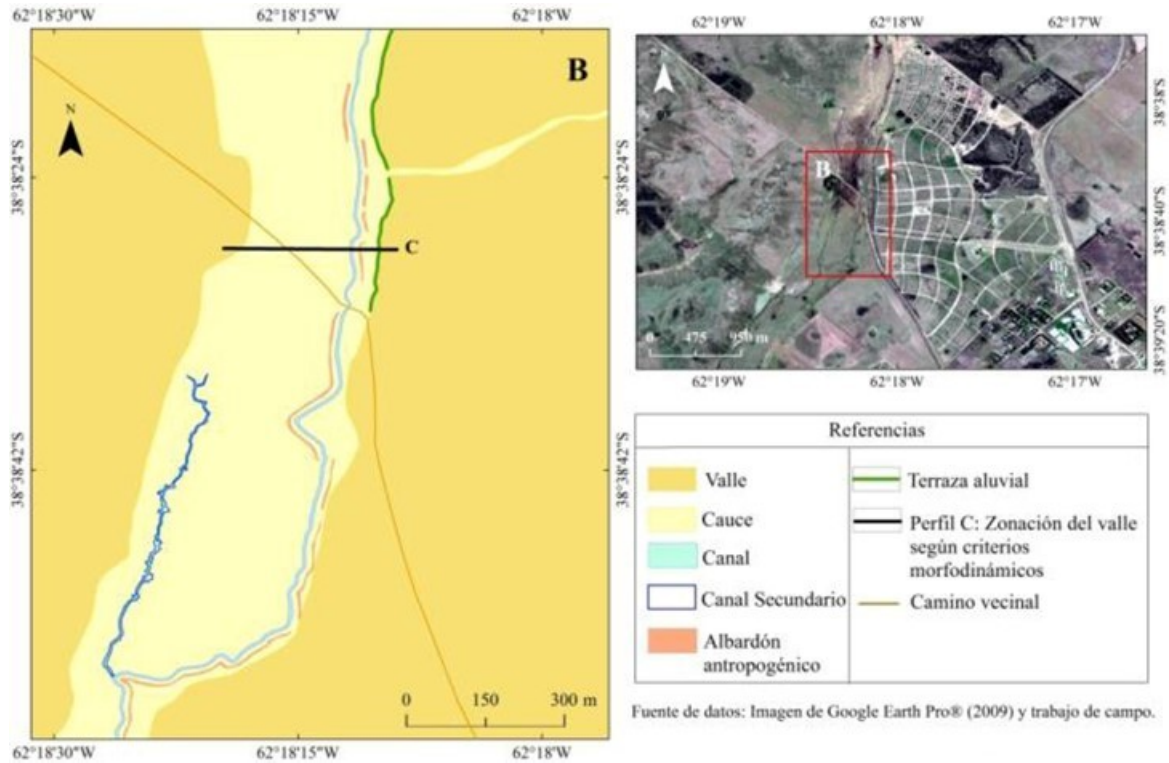 62°18'30"W 62°18'15"W 62°18'W
B
N
38°38'24"S
38°38'24"S
C
38°38'42"S
38°38'42"S
0 150 300 m
62°18'30"W 62°18'15"W 62°18'W
62°19'W 62°18'W 62°17'W
B
38°38'S
38°38'40"S
38°39'20"S
0 475 950 m
62°19'W 62°18'W 62°17'W
Referencias
Valle
Cauce
Canal
Canal Secundario
Albardón
antropogénico
Terraza aluvial
Perfil C: Zonación del valle
según criterios
morfodinámicos
Camino vecinal
Fuente de datos: Imagen de Google Earth Pro® (2009) y trabajo de campo.